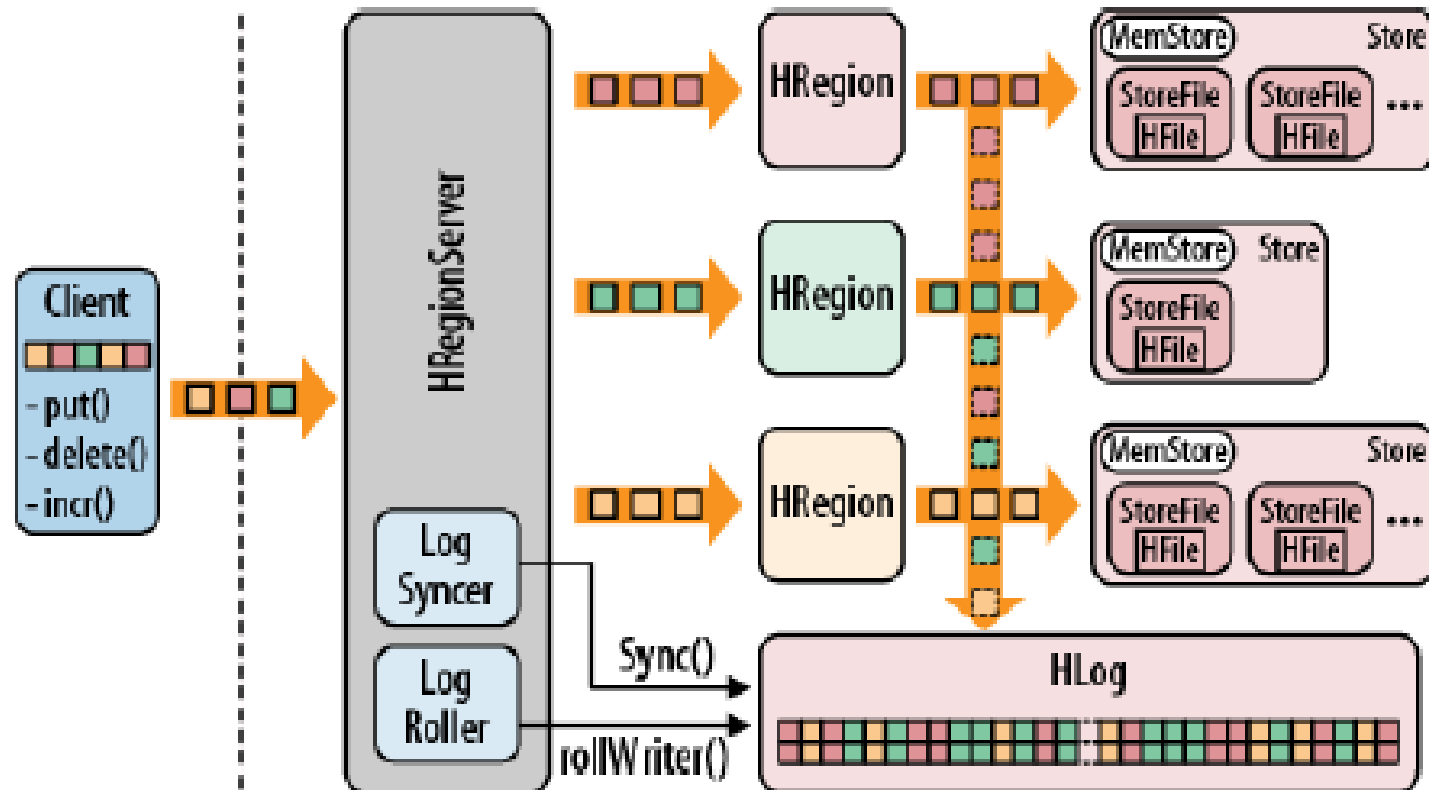 Client
- put()
- delete()
- incr()
HRegionServer
Log
Syncer
Log
Roller
Sync()
rollWriter()
HRegion
MemStore
Store
StoreFile
HFile
StoreFile
HFile
...
HRegion
MemStore
Store
StoreFile
HFile
HRegion
MemStore
Store
StoreFile
HFile
StoreFile
HFile
...
HLog